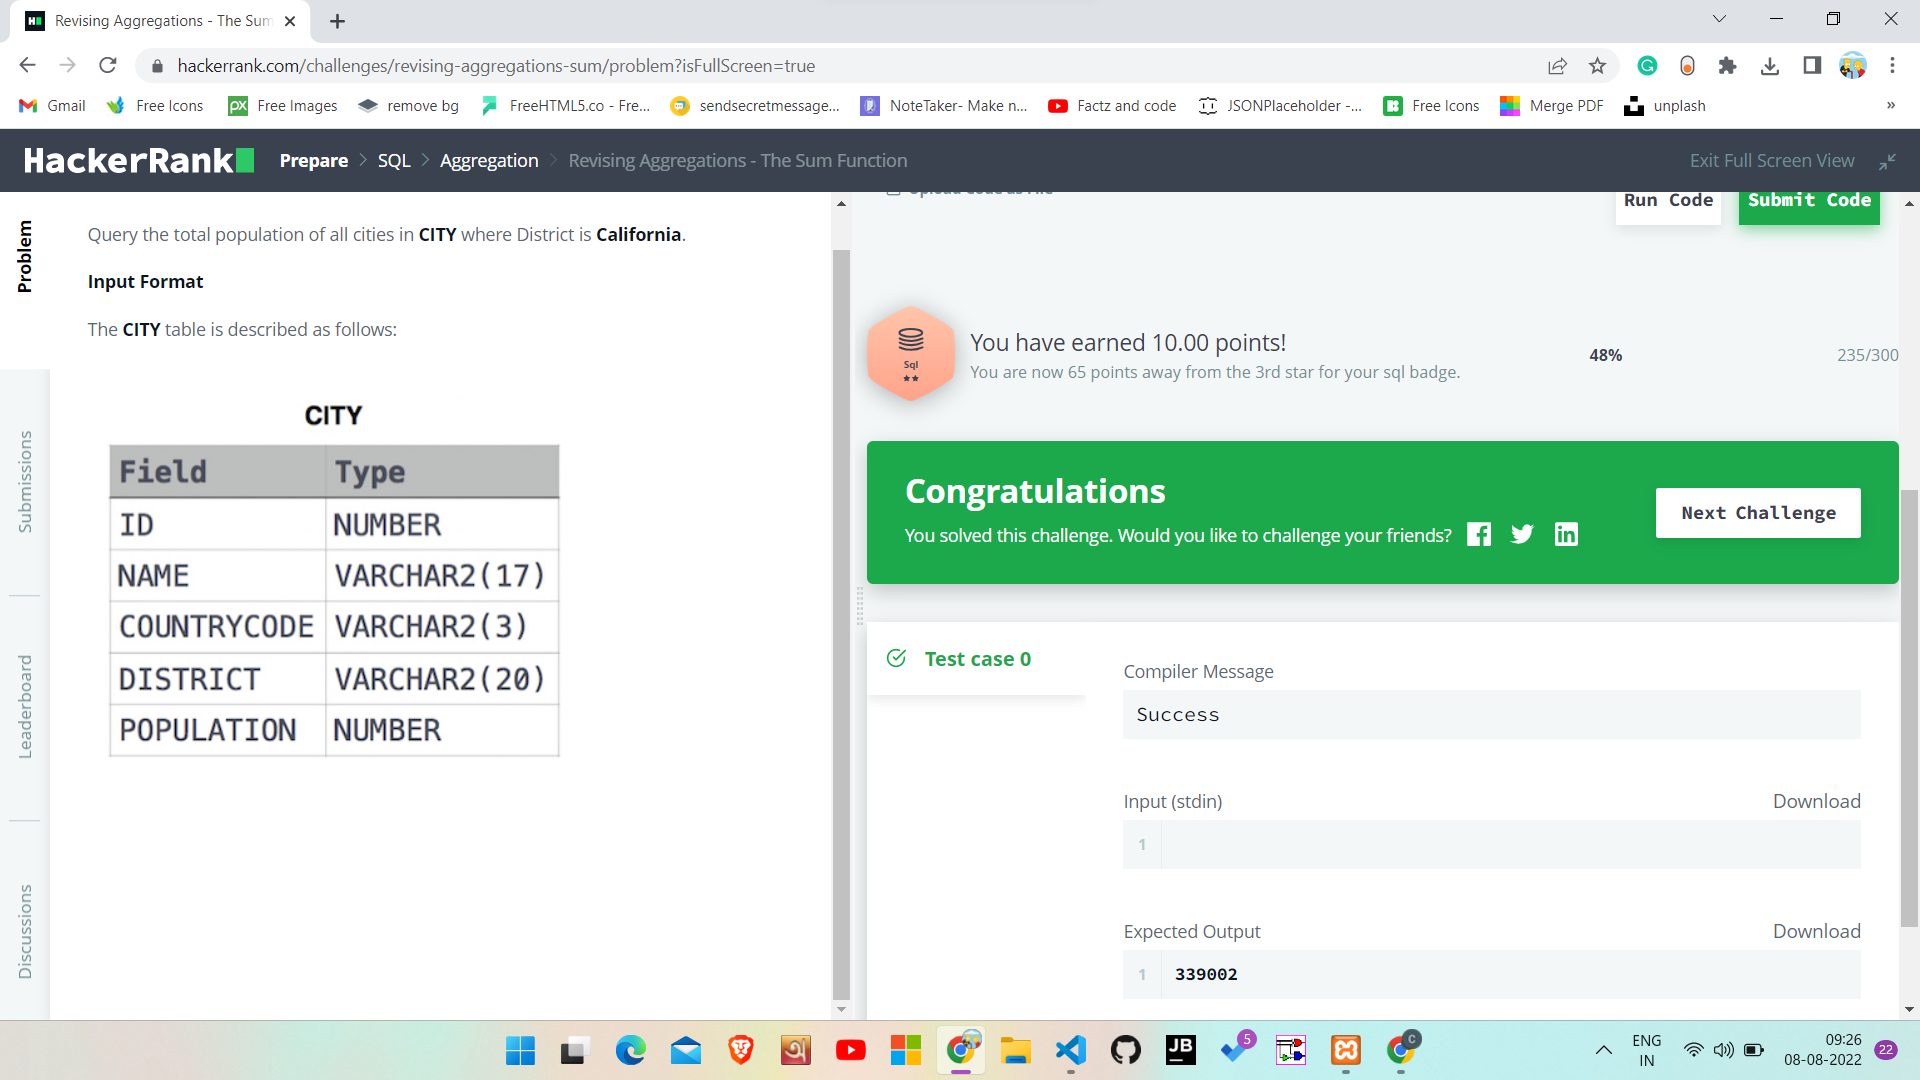 Revising Aggregations - The Sum
hackerrank.com/challenges/revising-aggregations-sum/problem?isFullScreen=true
Gmail
Free Icons
Free Images
remove bg
FreeHTML5.co - Fre...
sendsecretmessage...
NoteTaker- Make n...
Factz and code
JSONPlaceholder -...
Free Icons
Merge PDF
unplash
»
HackerRank
Prepare > SQL > Aggregation > Revising Aggregations - The Sum Function
Exit Full Screen View
Problem
Submissions
Leaderboard
Discussions
Query the total population of all cities in CITY where District is California.
Input Format
The CITY table is described as follows:
CITY
Field Type
ID NUMBER
NAME VARCHAR2(17)
COUNTRYCODE VARCHAR2(3)
DISTRICT VARCHAR2(20)
POPULATION NUMBER
Upload Code as File
Run Code
Submit Code
Sql
You have earned 10.00 points!
You are now 65 points away from the 3rd star for your sql badge.
48%
235/300
Congratulations
You solved this challenge. Would you like to challenge your friends?
Next Challenge
Test case 0
Compiler Message
Success
Input (stdin)
Download
1
Expected Output
Download
1 339002
JB
5
C
ENG
IN
09:26
08-08-2022
22